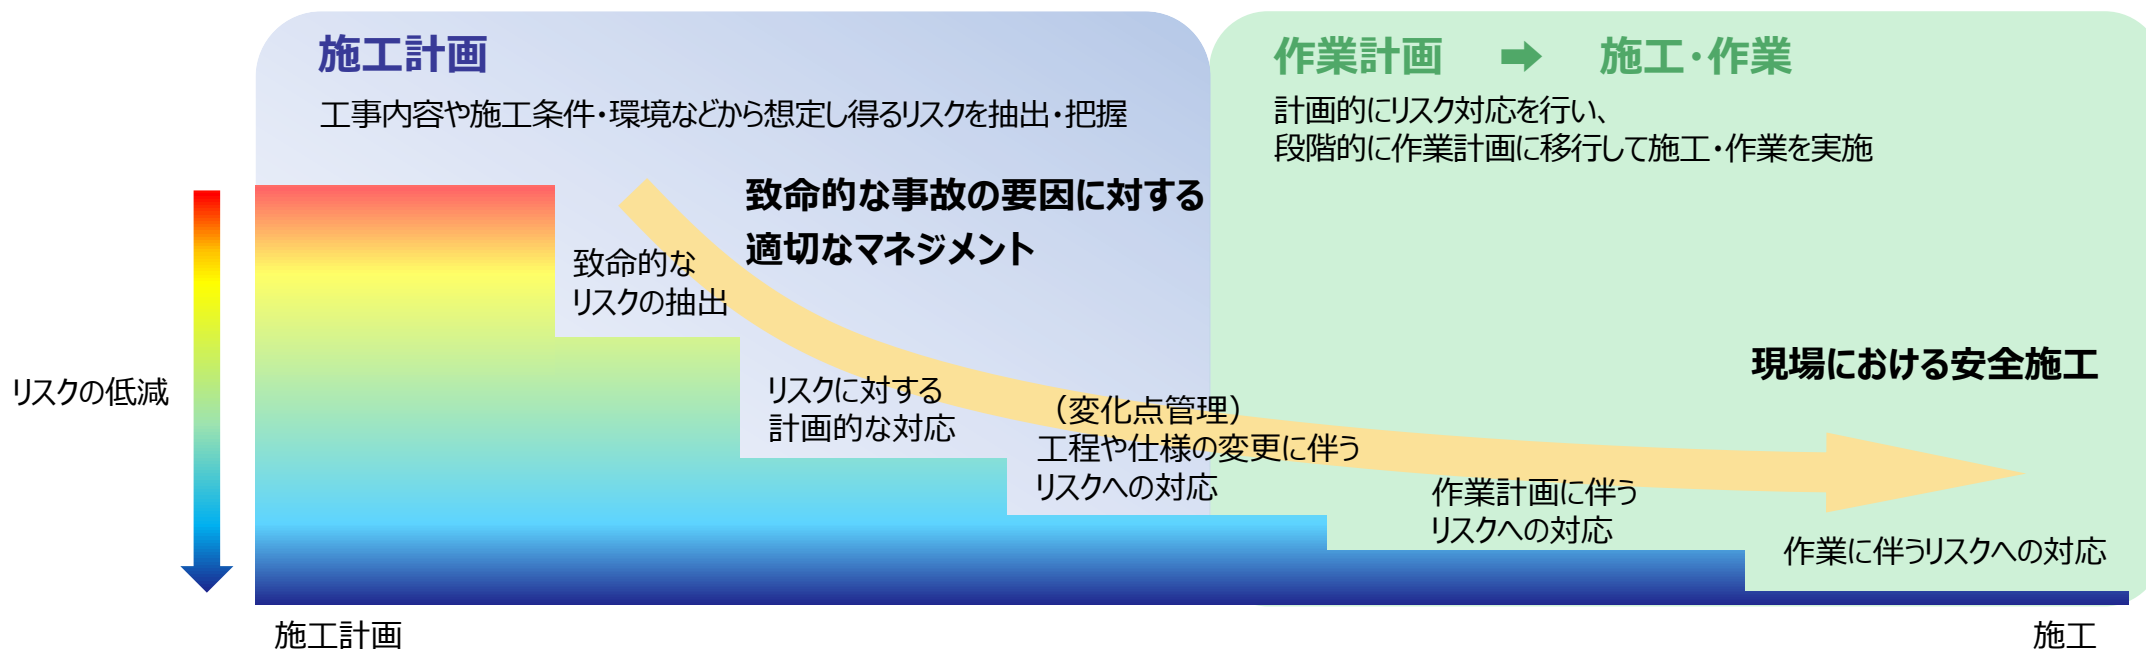 施工計画
工事内容や施工条件・環境などから想定し得るリスクを抽出・把握
作業計画 ➡ 施工・作業
計画的にリスク対応を行い、
段階的に作業計画に移行して施工・作業を実施
致命的な事故の要因に対する
適切なマネジメント
致命的な
リスクの抽出
リスクの低減
リスクに対する
計画的な対応
（変化点管理）
工程や仕様の変更に伴う
リスクへの対応
現場における安全施工
作業計画に伴う
リスクへの対応
作業に伴うリスクへの対応
施工計画
施工